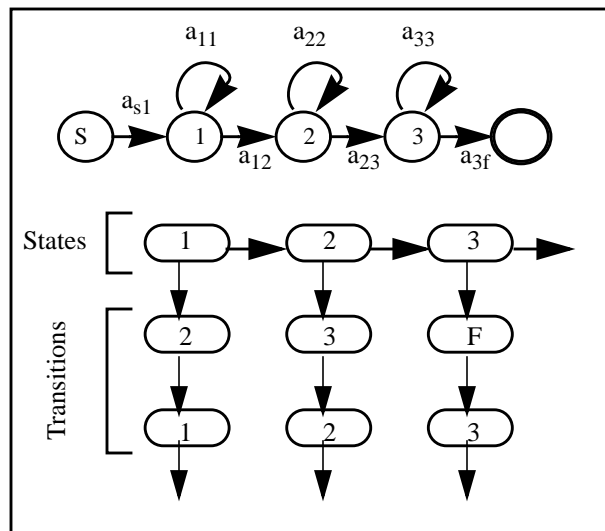 a11 a22 a33
as1
S 1 2 3
a12 a23 a3f
States 1 2 3
Transitions
2 3 F
1 2 3